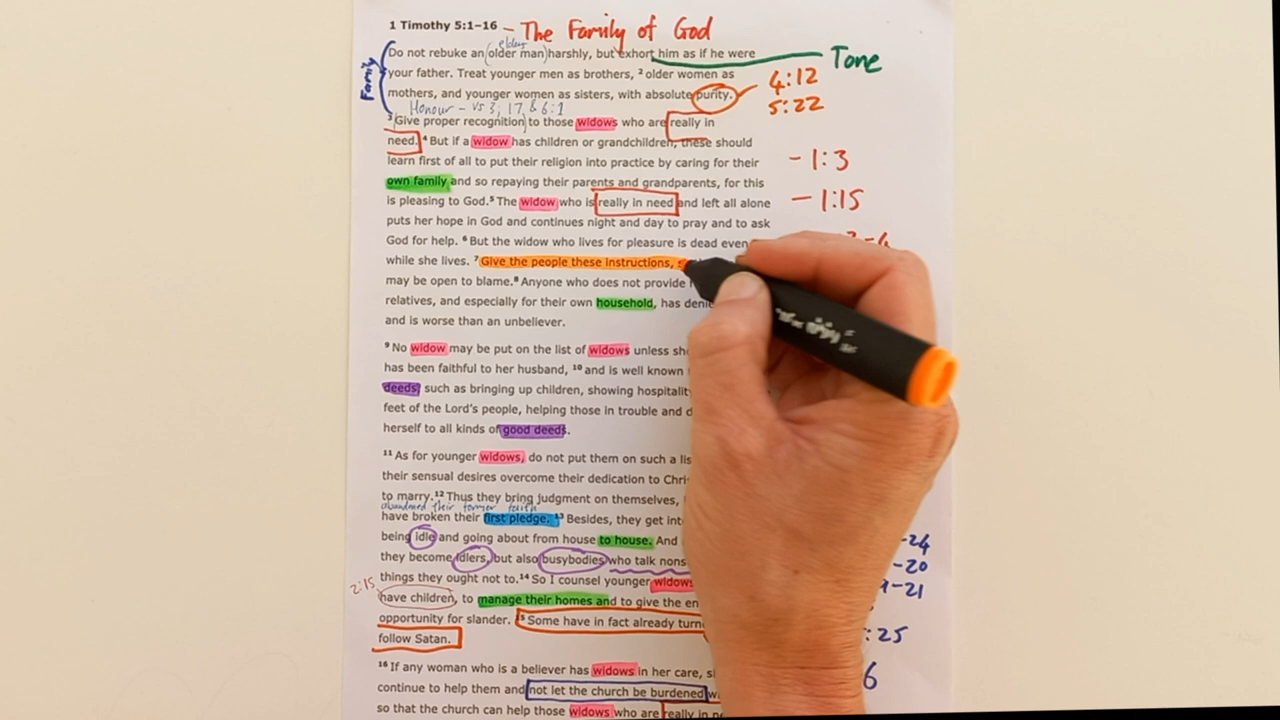 1 Timothy 5:1–16 – The Family of God
elder
Do not rebuke an (older man) harshly, but exhort him as if he were
Tone
Family
your father. Treat younger men as brothers, ² older women as
4:12
mothers, and younger women as sisters, with absolute purity.
5:22
Honour – vs 3, 17, & 6:1
³ Give proper recognition to those widows who are really in
need. ⁴ But if a widow has children or grandchildren, these should
– 1:3
learn first of all to put their religion into practice by caring for their
own family and so repaying their parents and grandparents, for this
is pleasing to God. ⁵ The widow who is really in need and left all alone
– 1:15
puts her hope in God and continues night and day to pray and to ask
God for help. ⁶ But the widow who lives for pleasure is dead even
while she lives. ⁷ Give the people these instructions,
may be open to blame. ⁸ Anyone who does not provide
relatives, and especially for their own household, has
and is worse than an unbeliever.
⁹ No widow may be put on the list of widows unless
has been faithful to her husband, ¹⁰ and is well known
deeds, such as bringing up children, showing hospitality
feet of the Lord's people, helping those in trouble and
herself to all kinds of good deeds.
¹¹ As for younger widows, do not put them on such a
their sensual desires overcome their dedication to
to marry. ¹² Thus they bring judgment on themselves,
abandoned their former faith
have broken their first pledge. ¹³ Besides, they get
being idle and going about from house to house. And
-24
they become idlers, but also busybodies who talk
-20
things they ought not to. ¹⁴ So I counsel younger widows
-21
2:15
have children, to manage their homes and to give the
opportunity for slander. ¹⁵ Some have in fact already
:25
follow Satan.
¹⁶ If any woman who is a believer has widows in her care,
6
continue to help them and not let the church be burdened
so that the church can help those widows who are really in